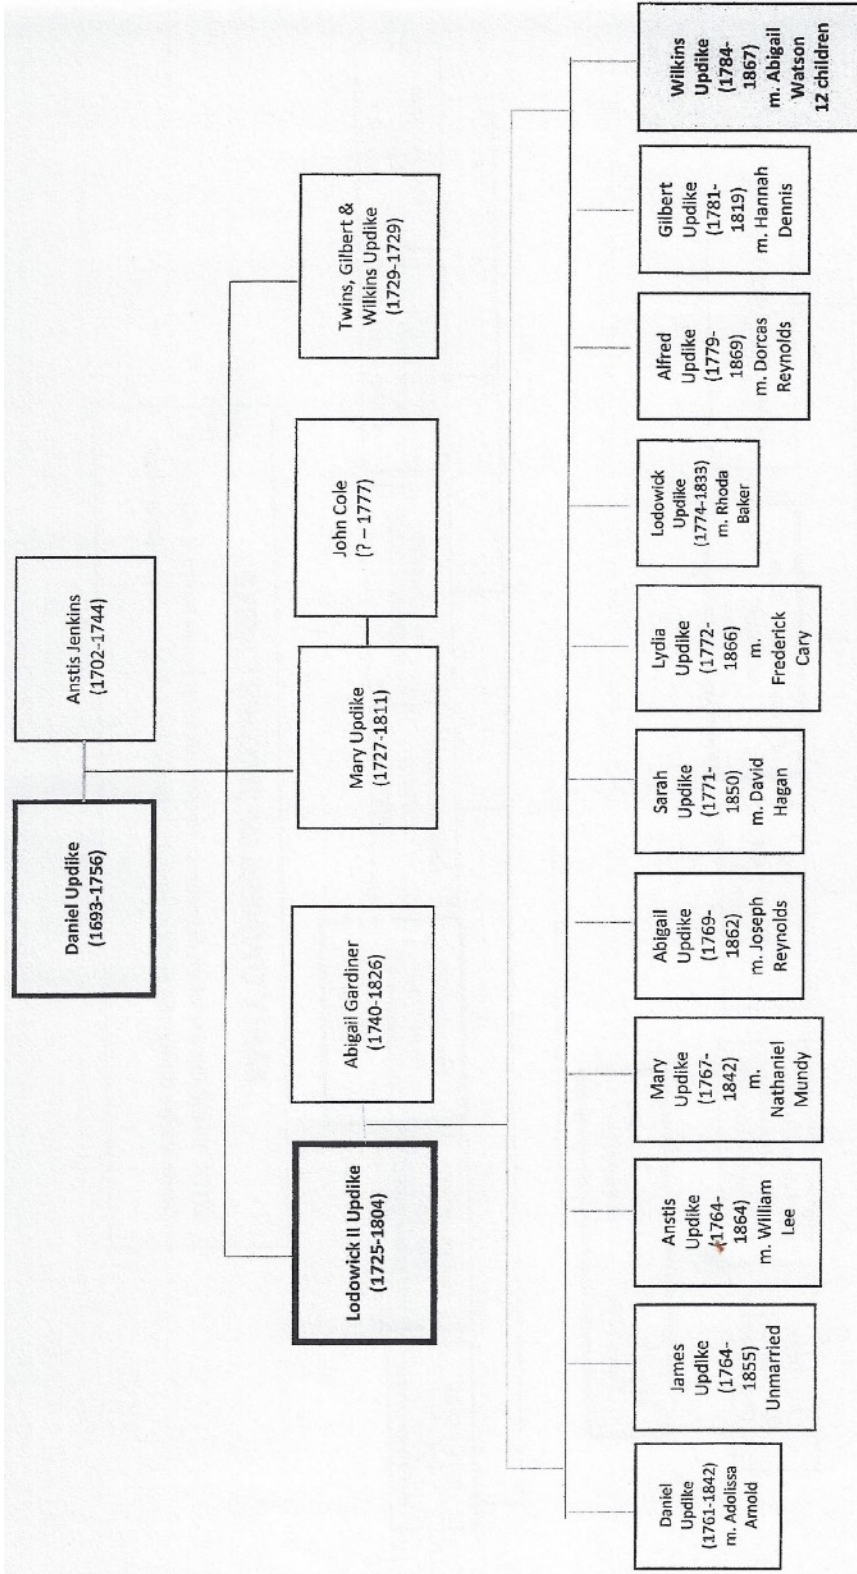 Daniel Updike
(1693-1756)
Anstis Jenkins
(1702-1744)
Lodowick II Updike
(1725-1804)
Abigail Gardiner
(1740-1826)
Mary Updike
(1727-1811)
John Cole
(? – 1777)
Twins, Gilbert &
Wilkins Updike
(1729-1729)
Daniel
Updike
(1761-1842)
m. Adolissa
Arnold
James
Updike
(1764-
1855)
Unmarried
Anstis
Updike
(1764-
1864)
m. William
Lee
Mary
Updike
(1767-
1842)
m.
Nathaniel
Mundy
Abigail
Updike
(1769-
1862)
m. Joseph
Reynolds
Sarah
Updike
(1771-
1850)
m. David
Hagan
Lydia
Updike
(1772-
1866)
m.
Frederick
Cary
Lodowick
Updike
(1774-1833)
m. Rhoda
Baker
Alfred
Updike
(1779-
1869)
m. Dorcas
Reynolds
Gilbert
Updike
(1781-
1819)
m. Hannah
Dennis
Wilkins
Updike
(1784-
1867)
m. Abigail
Watson
12 children